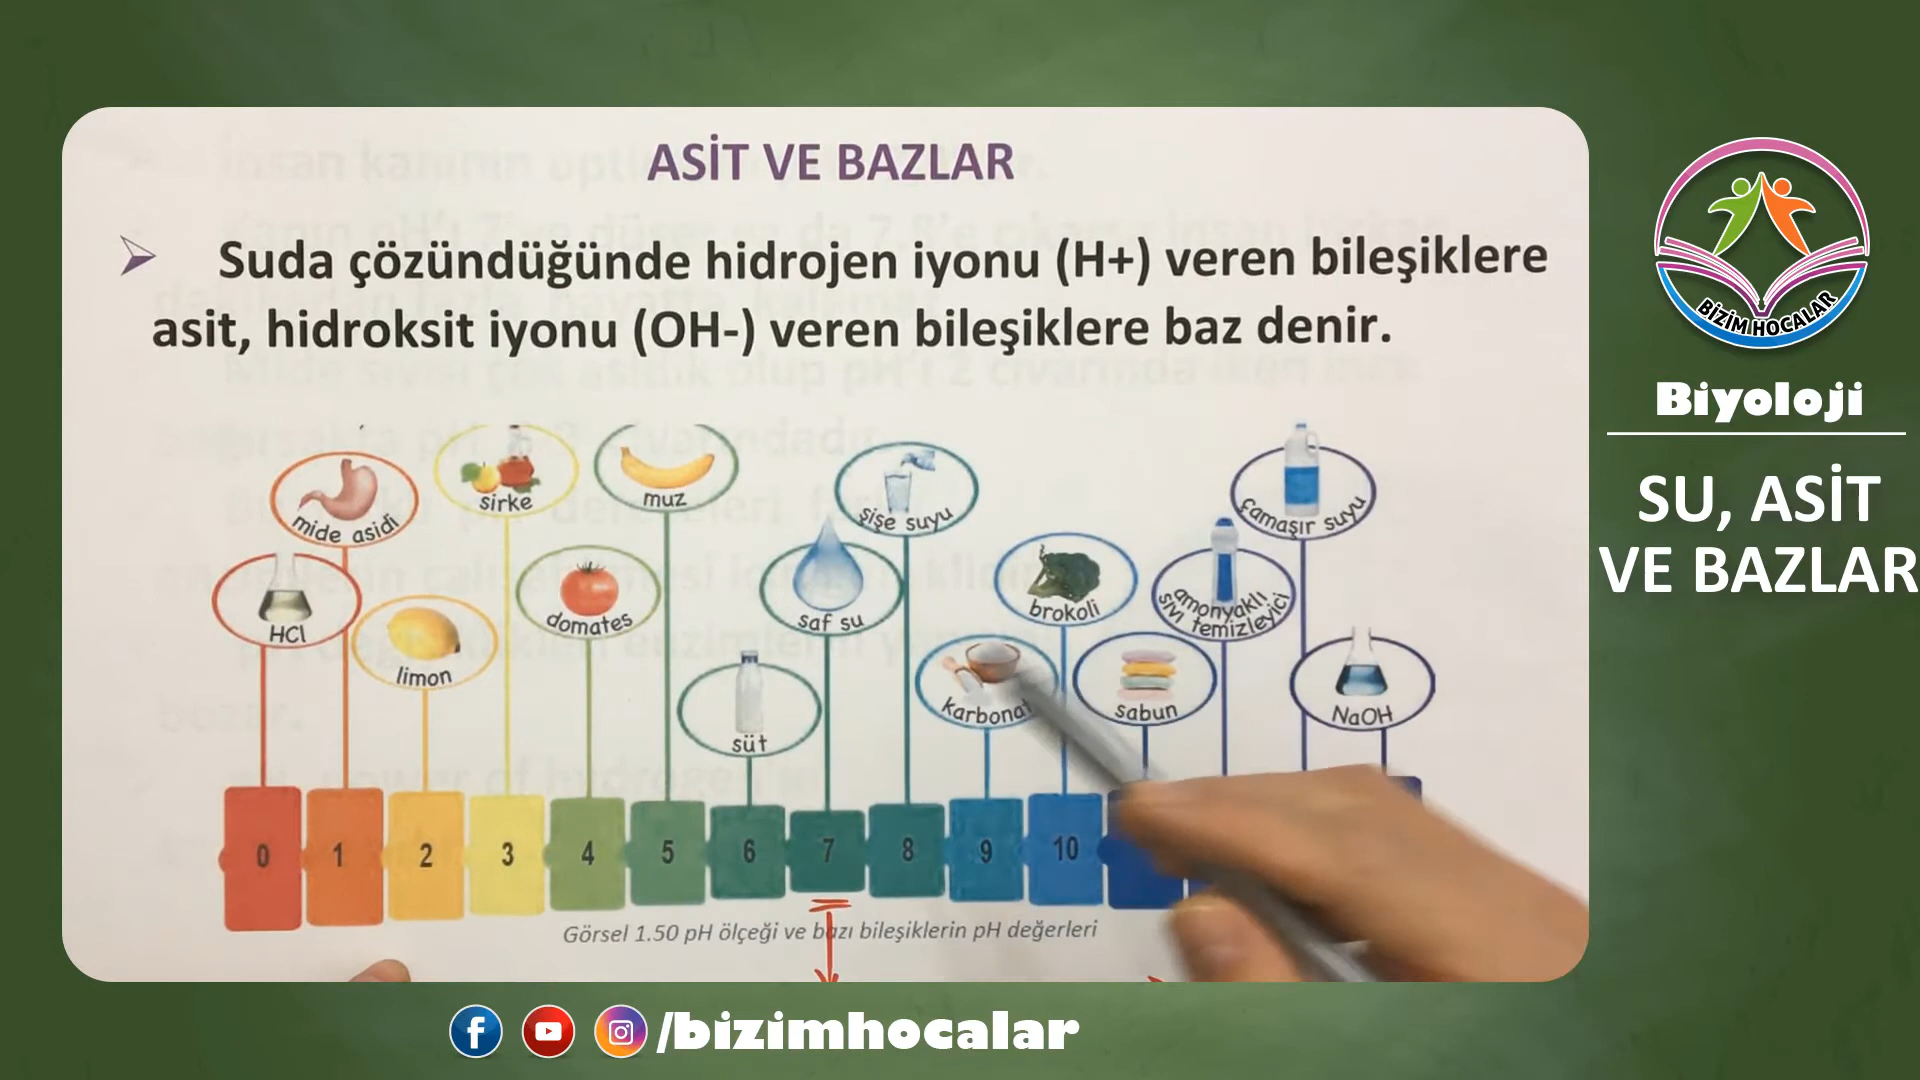 ASİT VE BAZLAR
Suda çözündüğünde hidrojen iyonu (H+) veren bileşiklere
asit, hidroksit iyonu (OH-) veren bileşiklere baz denir.
mide asidi
sirke
muz
şişe suyu
çamaşır suyu
HCl
limon
domates
süt
saf su
karbonat
brokoli
sabun
amonyaklı
sıvı temizleyici
NaOH
0 1 2 3 4 5 6 7 8 9 10
Görsel 1.50 pH ölçeği ve bazı bileşiklerin pH değerleri
BİZİM HOCALAR
Biyoloji
SU, ASİT
VE BAZLAR
/bizimhocalar